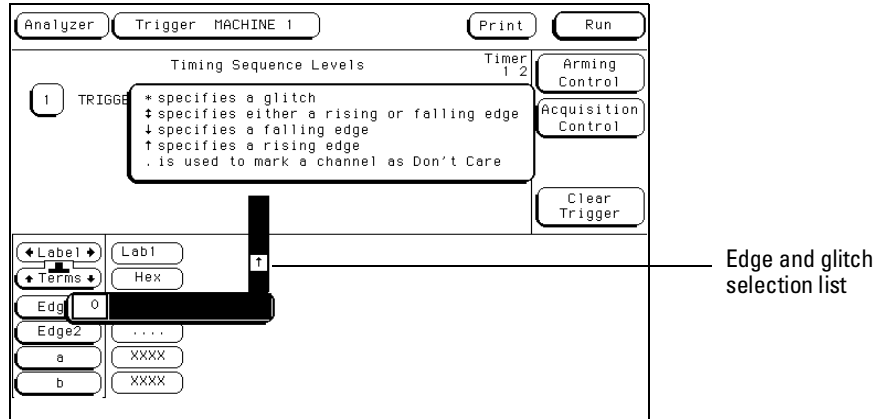 Analyzer Trigger MACHINE 1 Print Run
Timing Sequence Levels Timer
1 2
Arming
Control
1 TRIGGE
* specifies a glitch
↕ specifies either a rising or falling edge
↓ specifies a falling edge
↑ specifies a rising edge
. is used to mark a channel as Don't Care
Acquisition
Control
Clear
Trigger
←Label→ Lab1
↑
↑Terms↓ Hex
Edg 0
Edge2 ....
a XXXX
b XXXX
Edge and glitch
selection list